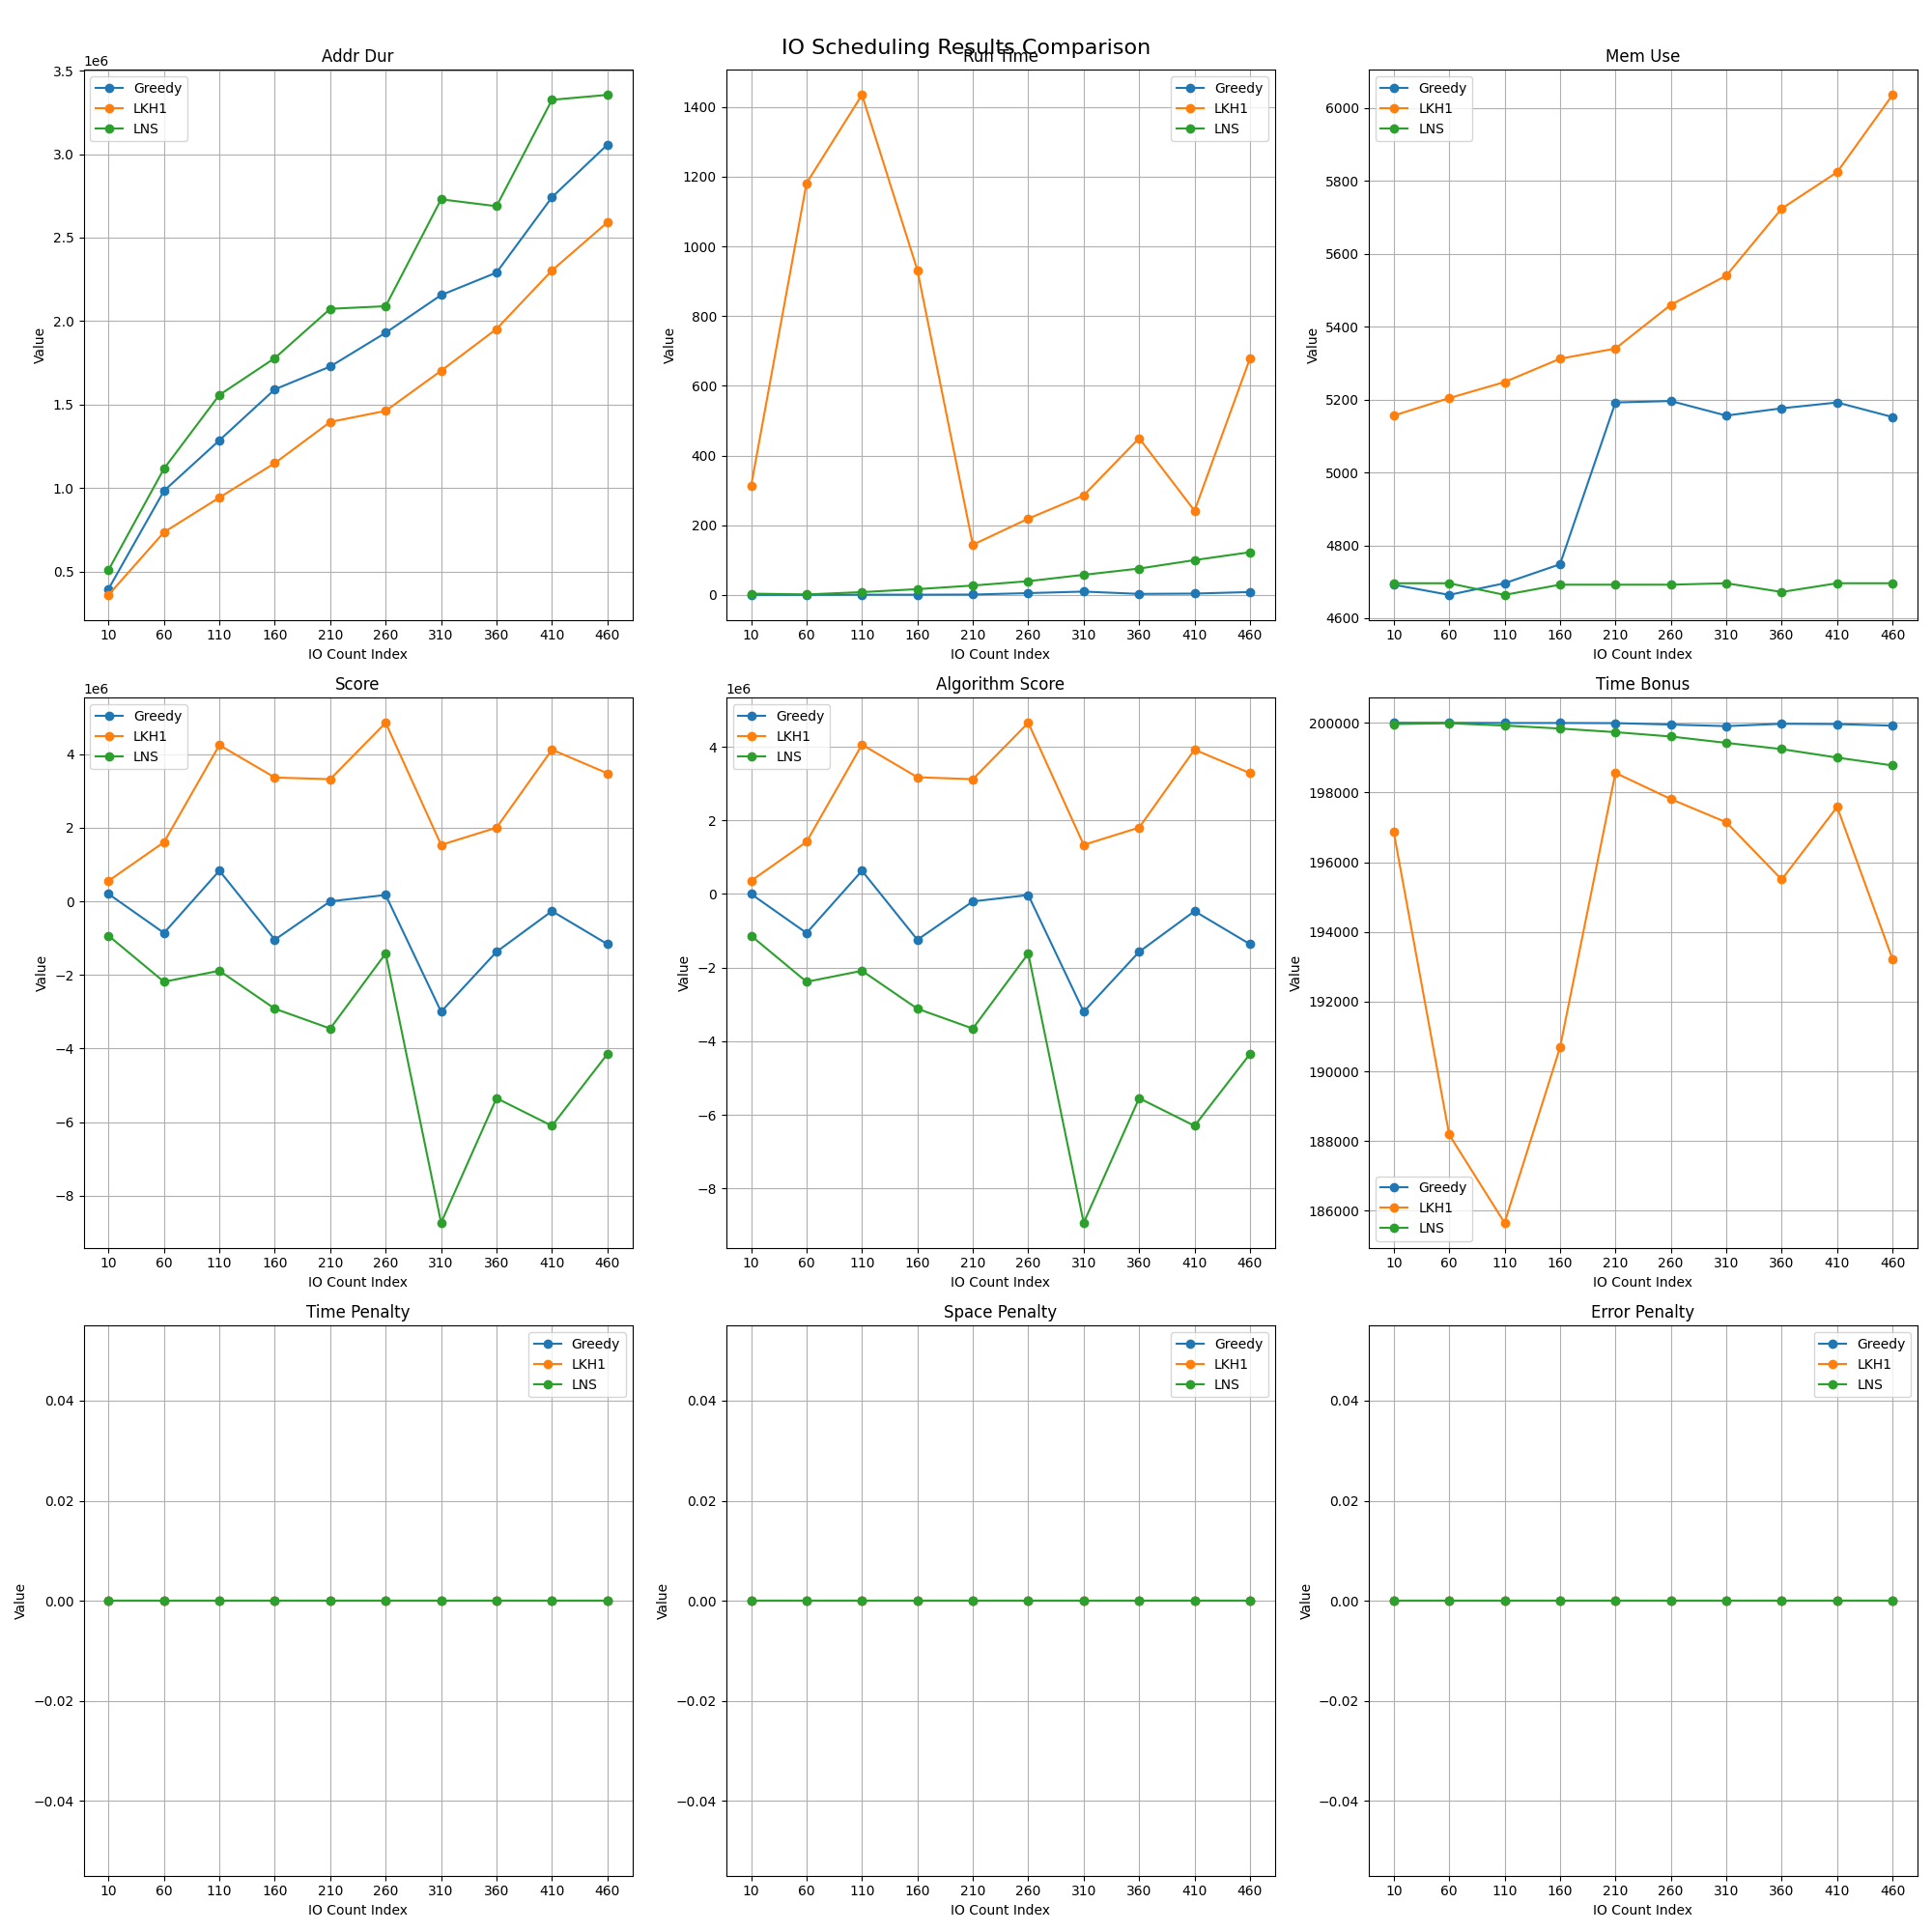 IO Scheduling Results Comparison
Addr Dur
1e6
3.5
3.0
2.5
2.0
1.5
1.0
0.5
Value
Greedy
LKH1
LNS
10 60 110 160 210 260 310 360 410 460
IO Count Index
Run Time
1400
1200
1000
800
600
400
200
0
Value
Greedy
LKH1
LNS
10 60 110 160 210 260 310 360 410 460
IO Count Index
Mem Use
6000
5800
5600
5400
5200
5000
4800
4600
Value
Greedy
LKH1
LNS
10 60 110 160 210 260 310 360 410 460
IO Count Index
Score
1e6
4
2
0
−2
−4
−6
−8
Value
Greedy
LKH1
LNS
10 60 110 160 210 260 310 360 410 460
IO Count Index
Algorithm Score
1e6
4
2
0
−2
−4
−6
−8
Value
Greedy
LKH1
LNS
10 60 110 160 210 260 310 360 410 460
IO Count Index
Time Bonus
200000
198000
196000
194000
192000
190000
188000
186000
Value
Greedy
LKH1
LNS
10 60 110 160 210 260 310 360 410 460
IO Count Index
Time Penalty
0.04
0.02
0.00
−0.02
−0.04
Value
Greedy
LKH1
LNS
10 60 110 160 210 260 310 360 410 460
IO Count Index
Space Penalty
0.04
0.02
0.00
−0.02
−0.04
Value
Greedy
LKH1
LNS
10 60 110 160 210 260 310 360 410 460
IO Count Index
Error Penalty
0.04
0.02
0.00
−0.02
−0.04
Value
Greedy
LKH1
LNS
10 60 110 160 210 260 310 360 410 460
IO Count Index